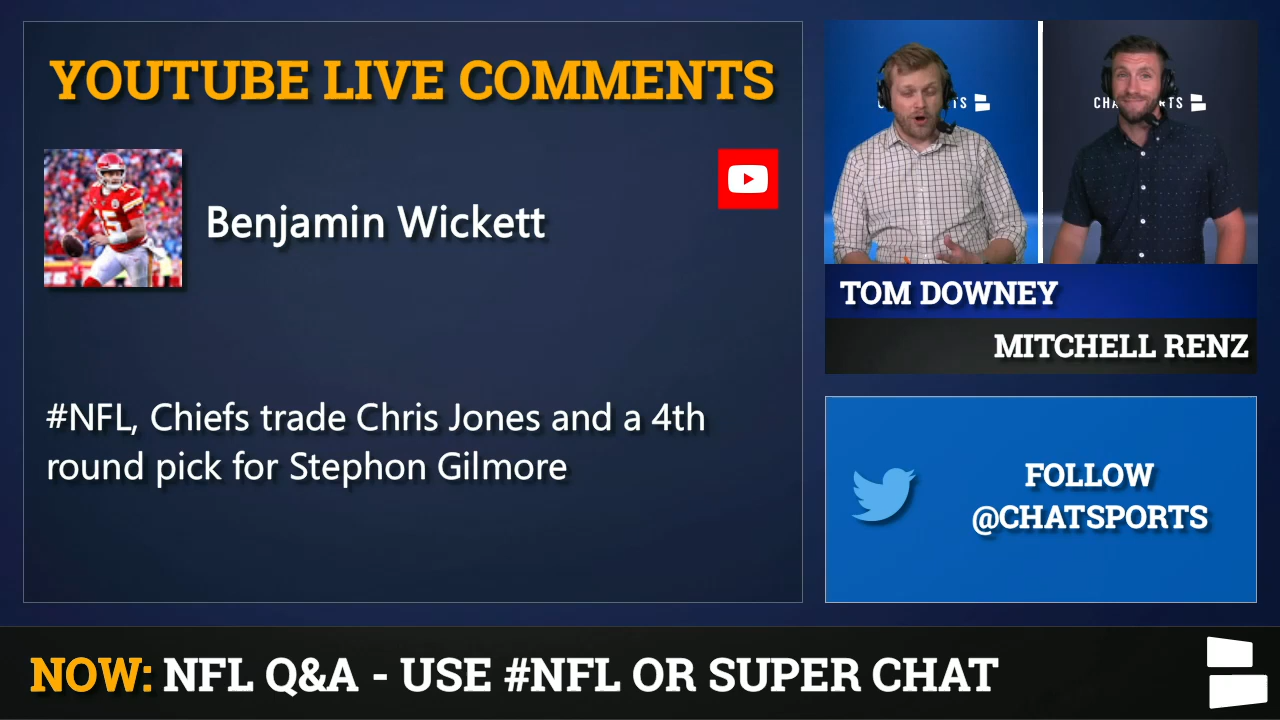 YOUTUBE LIVE COMMENTS
Benjamin Wickett
#NFL, Chiefs trade Chris Jones and a 4th
round pick for Stephon Gilmore
TOM DOWNEY
MITCHELL RENZ
FOLLOW
@CHATSPORTS
NOW: NFL Q&A - USE #NFL OR SUPER CHAT